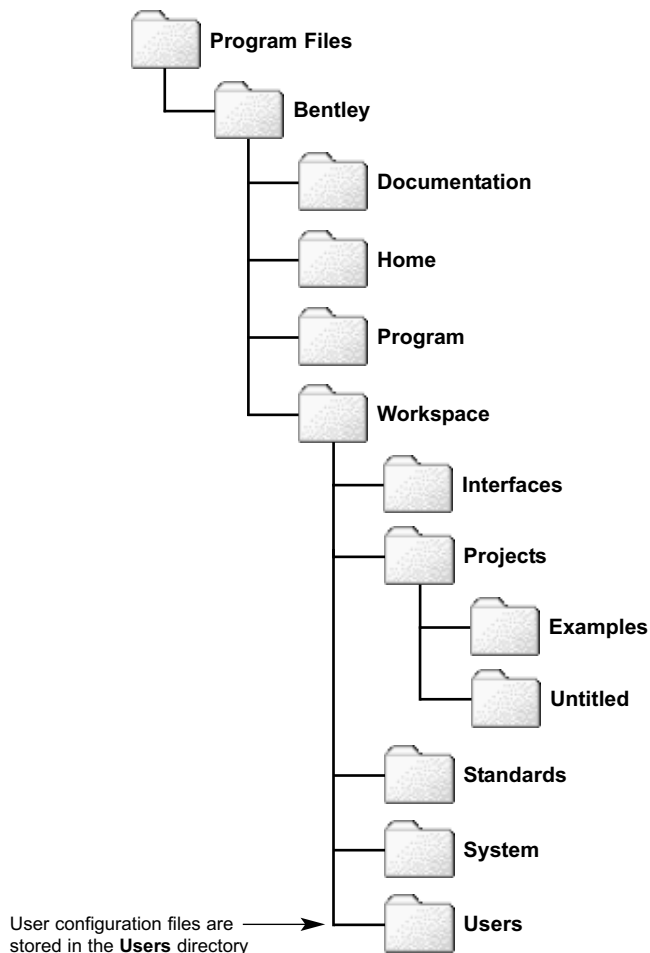 Program Files
Bentley
Documentation
Home
Program
Workspace
Interfaces
Projects
Examples
Untitled
Standards
System
Users
User configuration files are
stored in the Users directory